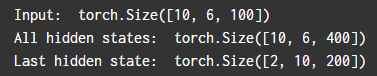 Input:  torch.Size([10, 6, 100])
All hidden states:  torch.Size([10, 6, 400])
Last hidden state:  torch.Size([2, 10, 200])